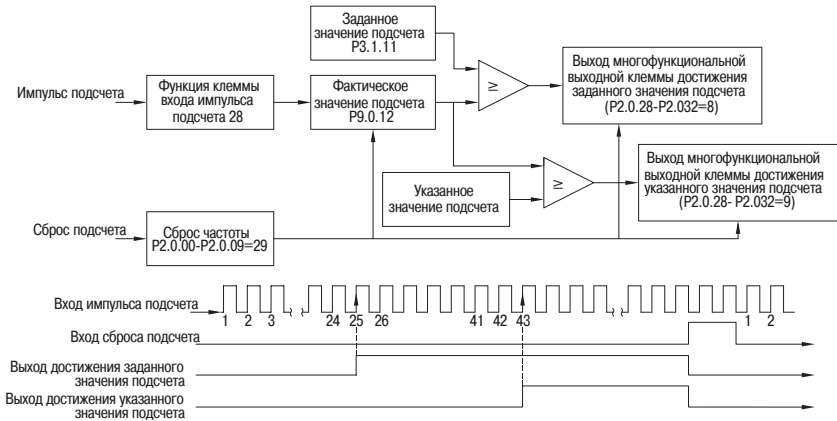 Заданное
значение подсчета
P3.1.11
Импульс подсчета
Функция клеммы
входа импульса
подсчета 28
Фактическое
значение подсчета
P9.0.12
≥
Выход многофункциональной
выходной клеммы достижения
заданного значения подсчета
(P2.0.28-P2.032=8)
Указанное
значение подсчета
≥
Выход многофункциональной
выходной клеммы достижения
указанного значения подсчета
(P2.0.28- P2.032=9)
Сброс подсчета
Сброс частоты
P2.0.00-P2.0.09=29
Вход импульса подсчета
1 2 3 24 25 26 41 42 43 1 2
Вход сброса подсчета
Выход достижения заданного
значения подсчета
Выход достижения указанного
значения подсчета